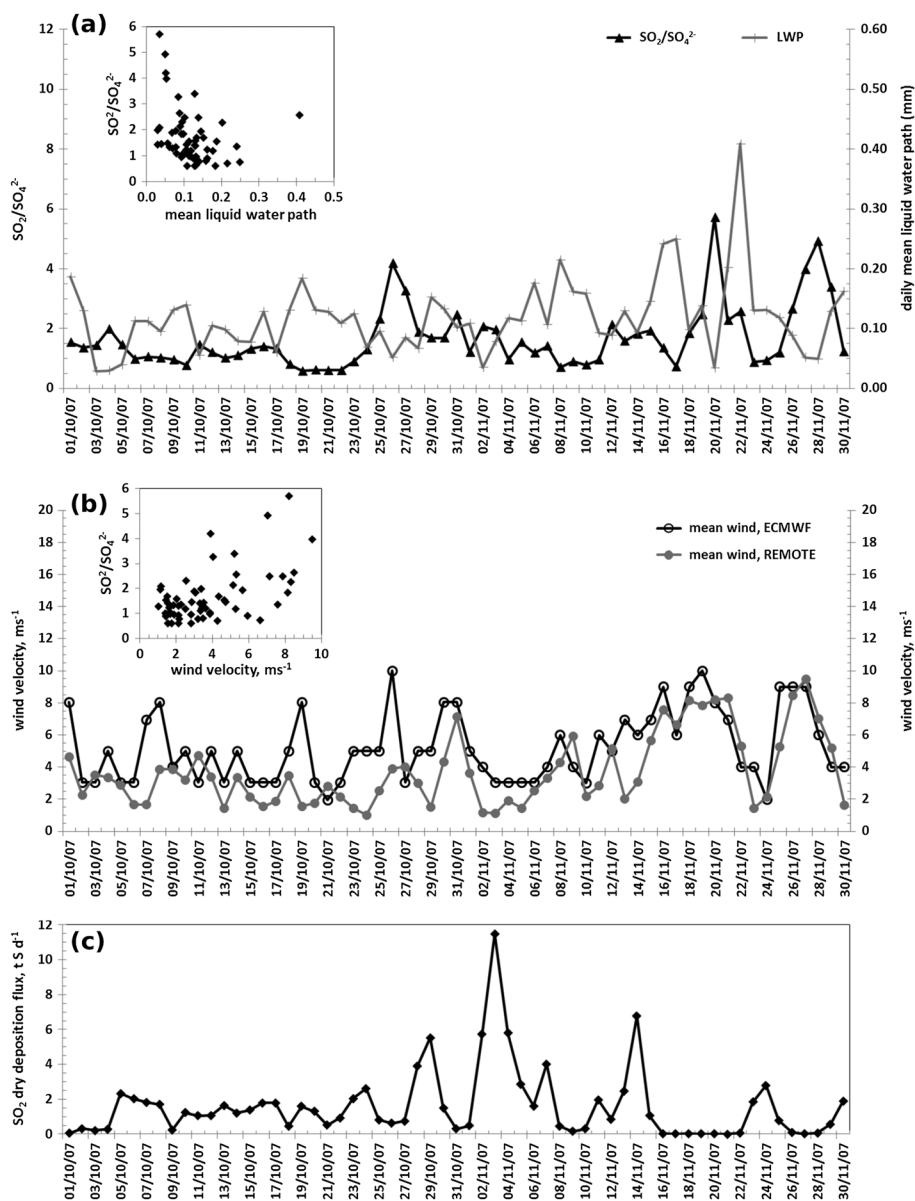 (a)
SO2/SO4 2-
LWP
12
10
8
6
4
2
0
SO2/SO4 2-
0.60
0.50
0.40
0.30
0.20
0.10
0.00
daily mean liquid water path (mm)
6
5
4
3
2
1
0
SO2/SO4 2-
0.0 0.1 0.2 0.3 0.4 0.5
mean liquid water path
01/10/07 03/10/07 05/10/07 07/10/07 09/10/07 11/10/07 13/10/07 15/10/07 17/10/07 19/10/07 21/10/07 23/10/07 25/10/07 27/10/07 29/10/07 31/10/07 02/11/07 04/11/07 06/11/07 08/11/07 10/11/07 12/11/07 14/11/07 16/11/07 18/11/07 20/11/07 22/11/07 24/11/07 26/11/07 28/11/07 30/11/07
(b)
mean wind, ECMWF
mean wind, REMOTE
20
18
16
14
12
10
8
6
4
2
0
wind velocity, ms-1
20
18
16
14
12
10
8
6
4
2
0
wind velocity, ms-1
6
5
4
3
2
1
0
SO2/SO4 2-
0 2 4 6 8 10
wind velocity, ms-1
01/10/07 03/10/07 05/10/07 07/10/07 09/10/07 11/10/07 13/10/07 15/10/07 17/10/07 19/10/07 21/10/07 23/10/07 25/10/07 27/10/07 29/10/07 31/10/07 02/11/07 04/11/07 06/11/07 08/11/07 10/11/07 12/11/07 14/11/07 16/11/07 18/11/07 20/11/07 22/11/07 24/11/07 26/11/07 28/11/07 30/11/07
(c)
12
10
8
6
4
2
0
SO2 dry deposition flux, t S d-1
01/10/07 03/10/07 05/10/07 07/10/07 09/10/07 11/10/07 13/10/07 15/10/07 17/10/07 19/10/07 21/10/07 23/10/07 25/10/07 27/10/07 29/10/07 31/10/07 02/11/07 04/11/07 06/11/07 08/11/07 10/11/07 12/11/07 14/11/07 16/11/07 18/11/07 20/11/07 22/11/07 24/11/07 26/11/07 28/11/07 30/11/07